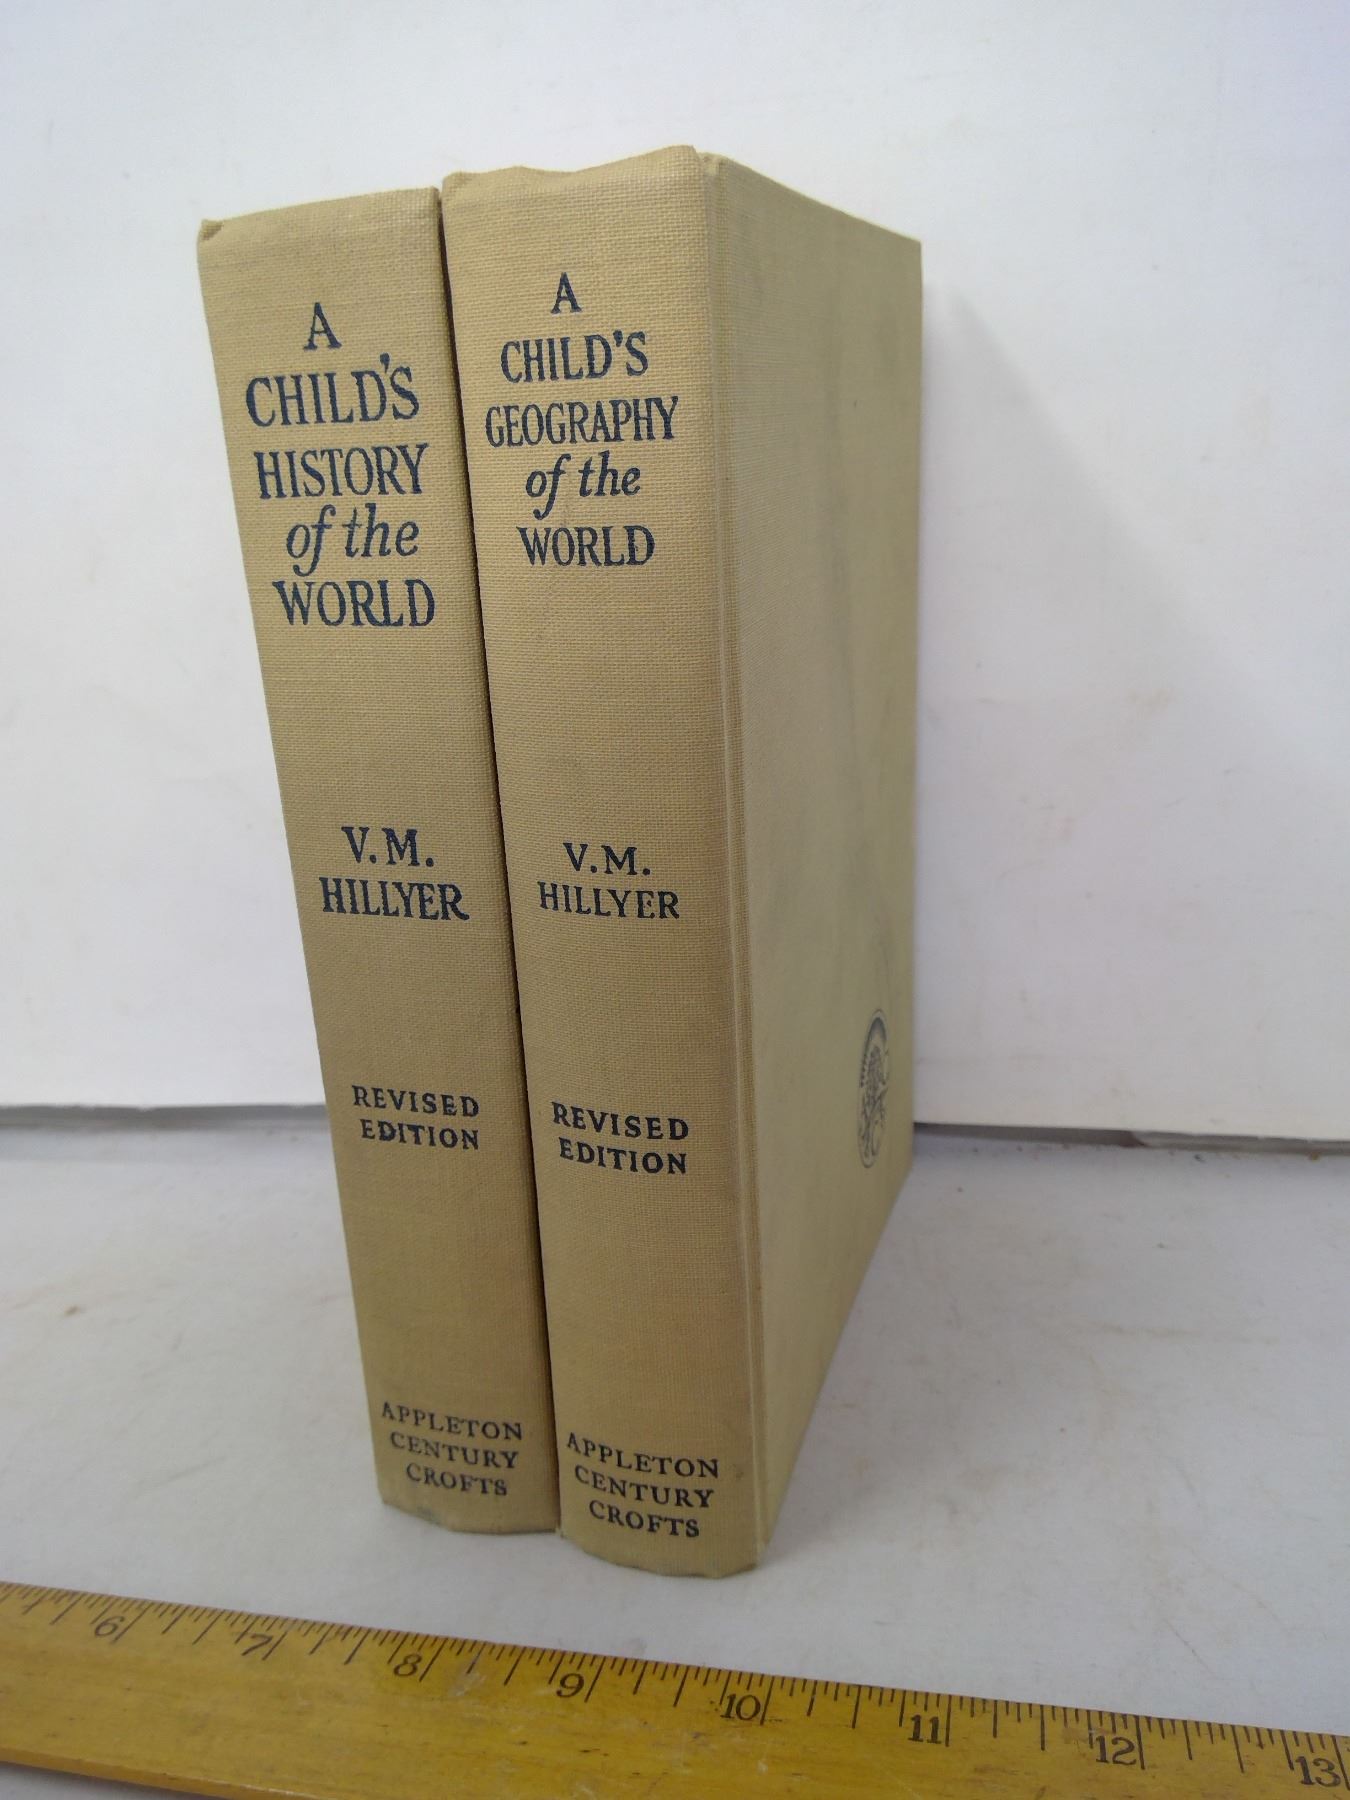 A
CHILD'S
HISTORY
of the
WORLD
V. M.
HILLYER
REVISED
EDITION
APPLETON
CENTURY
CROFTS
A
CHILD'S
GEOGRAPHY
of the
WORLD
V. M.
HILLYER
REVISED
EDITION
APPLETON
CENTURY
CROFTS
6 7 8 9 10 11 12 13